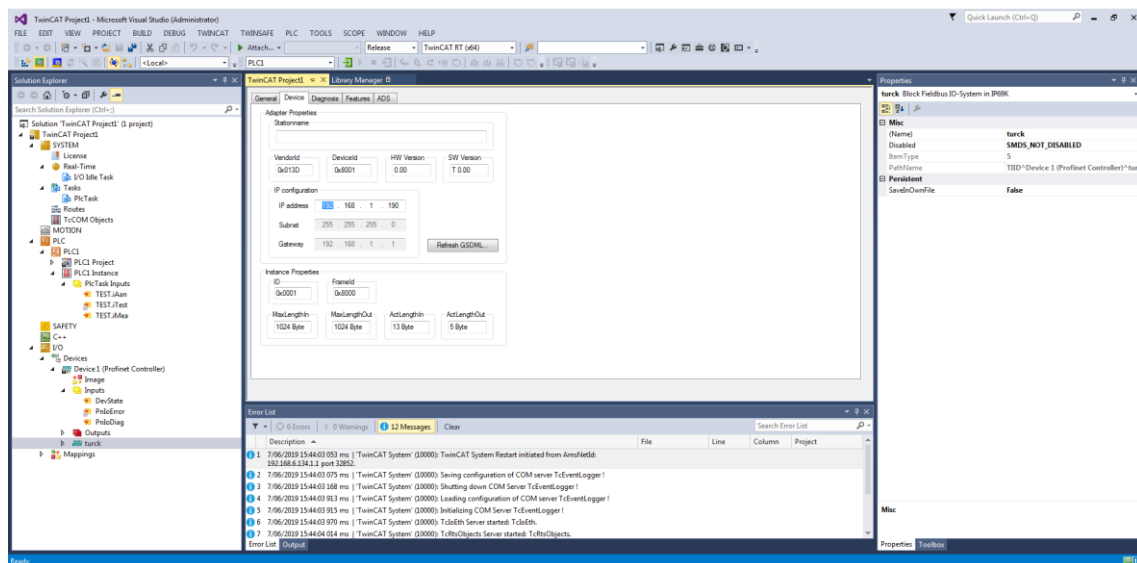 TwinCAT Project1 - Microsoft Visual Studio (Administrator)
Quick Launch (Ctrl+Q)
FILE EDIT VIEW PROJECT BUILD DEBUG TWINCAT TWINSAFE PLC TOOLS SCOPE WINDOW HELP
Attach... Release TwinCAT RT (x64)
<Local> PLC1
Solution Explorer
Search Solution Explorer (Ctrl+;)
Solution 'TwinCAT Project1' (1 project)
TwinCAT Project1
SYSTEM
License
Real-Time
I/O Idle Task
Tasks
PlcTask
Routes
TcCOM Objects
MOTION
PLC
PLC1
PLC1 Project
PLC1 Instance
PlcTask Inputs
TEST.iAan
TEST.iTest
TEST.iMea
SAFETY
C++
I/O
Devices
Device 1 (Profinet Controller)
Image
Inputs
DevState
PnIoError
PnIoDiag
Outputs
turck
Mappings
TwinCAT Project1 Library Manager
General Device Diagnosis Features ADS
Adapter Properties
Stationname
VendorId DeviceId HW Version SW Version
0x013D 0x8001 0.00 T 0.00
IP configuration
IP address 192 . 168 . 1 . 190
Subnet 255 . 255 . 255 . 0
Gateway 192 . 168 . 1 . 1
Refresh GSDML...
Instance Properties
ID FrameId
0x0001 0x8000
MaxLengthIn MaxLengthOut ActLengthIn ActLengthOut
1024 Byte 1024 Byte 13 Byte 5 Byte
Error List
0 Errors 0 Warnings 12 Messages Clear
Search Error List
Description File Line Column Project
1 7/06/2019 15:44:03 053 ms | 'TwinCAT System' (10000): TwinCAT System Restart initiated from AmsNetId:
192.168.6.134.1.1 port 32852.
2 7/06/2019 15:44:03 075 ms | 'TwinCAT System' (10000): Saving configuration of COM server TcEventLogger !
3 7/06/2019 15:44:03 168 ms | 'TwinCAT System' (10000): Shutting down COM Server TcEventLogger !
4 7/06/2019 15:44:03 913 ms | 'TwinCAT System' (10000): Loading configuration of COM server TcEventLogger !
5 7/06/2019 15:44:03 915 ms | 'TwinCAT System' (10000): Initializing COM Server TcEventLogger !
6 7/06/2019 15:44:03 970 ms | 'TwinCAT System' (10000): TcIoEth Server started: TcIoEth.
7 7/06/2019 15:44:04 014 ms | 'TwinCAT System' (10000): TcRtsObjects Server started: TcRtsObjects.
Error List Output
Properties
turck Block Fieldbus IO-System in IP69K
Misc
(Name) turck
Disabled SMDS_NOT_DISABLED
ItemType 5
PathName TIID^Device 1 (Profinet Controller)^tur
Persistent
SaveInOwnFile False
Misc
Properties Toolbox
Ready